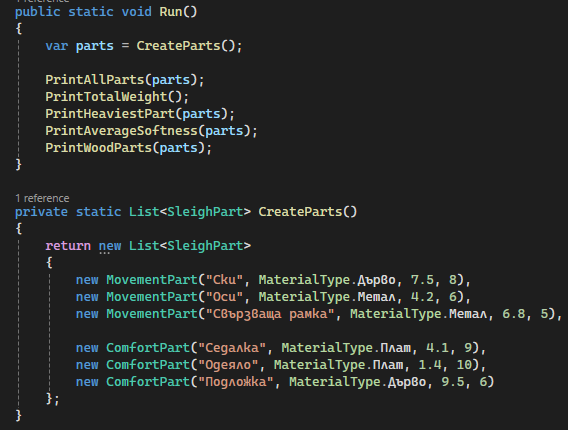 1 reference
public static void Run()
{
var parts = CreateParts();
PrintAllParts(parts);
PrintTotalWeight();
PrintHeaviestPart(parts);
PrintAverageSoftness(parts);
PrintWoodParts(parts);
}
1 reference
private static List<SleighPart> CreateParts()
{
return new List<SleighPart>
{
new MovementPart("Ски", MaterialType.Дърво, 7.5, 8),
new MovementPart("Оси", MaterialType.Метал, 4.2, 6),
new MovementPart("Свързваща рамка", MaterialType.Метал, 6.8, 5),
new ComfortPart("Седалка", MaterialType.Плат, 4.1, 9),
new ComfortPart("Одеяло", MaterialType.Плат, 1.4, 10),
new ComfortPart("Подложка", MaterialType.Дърво, 9.5, 6)
};
}